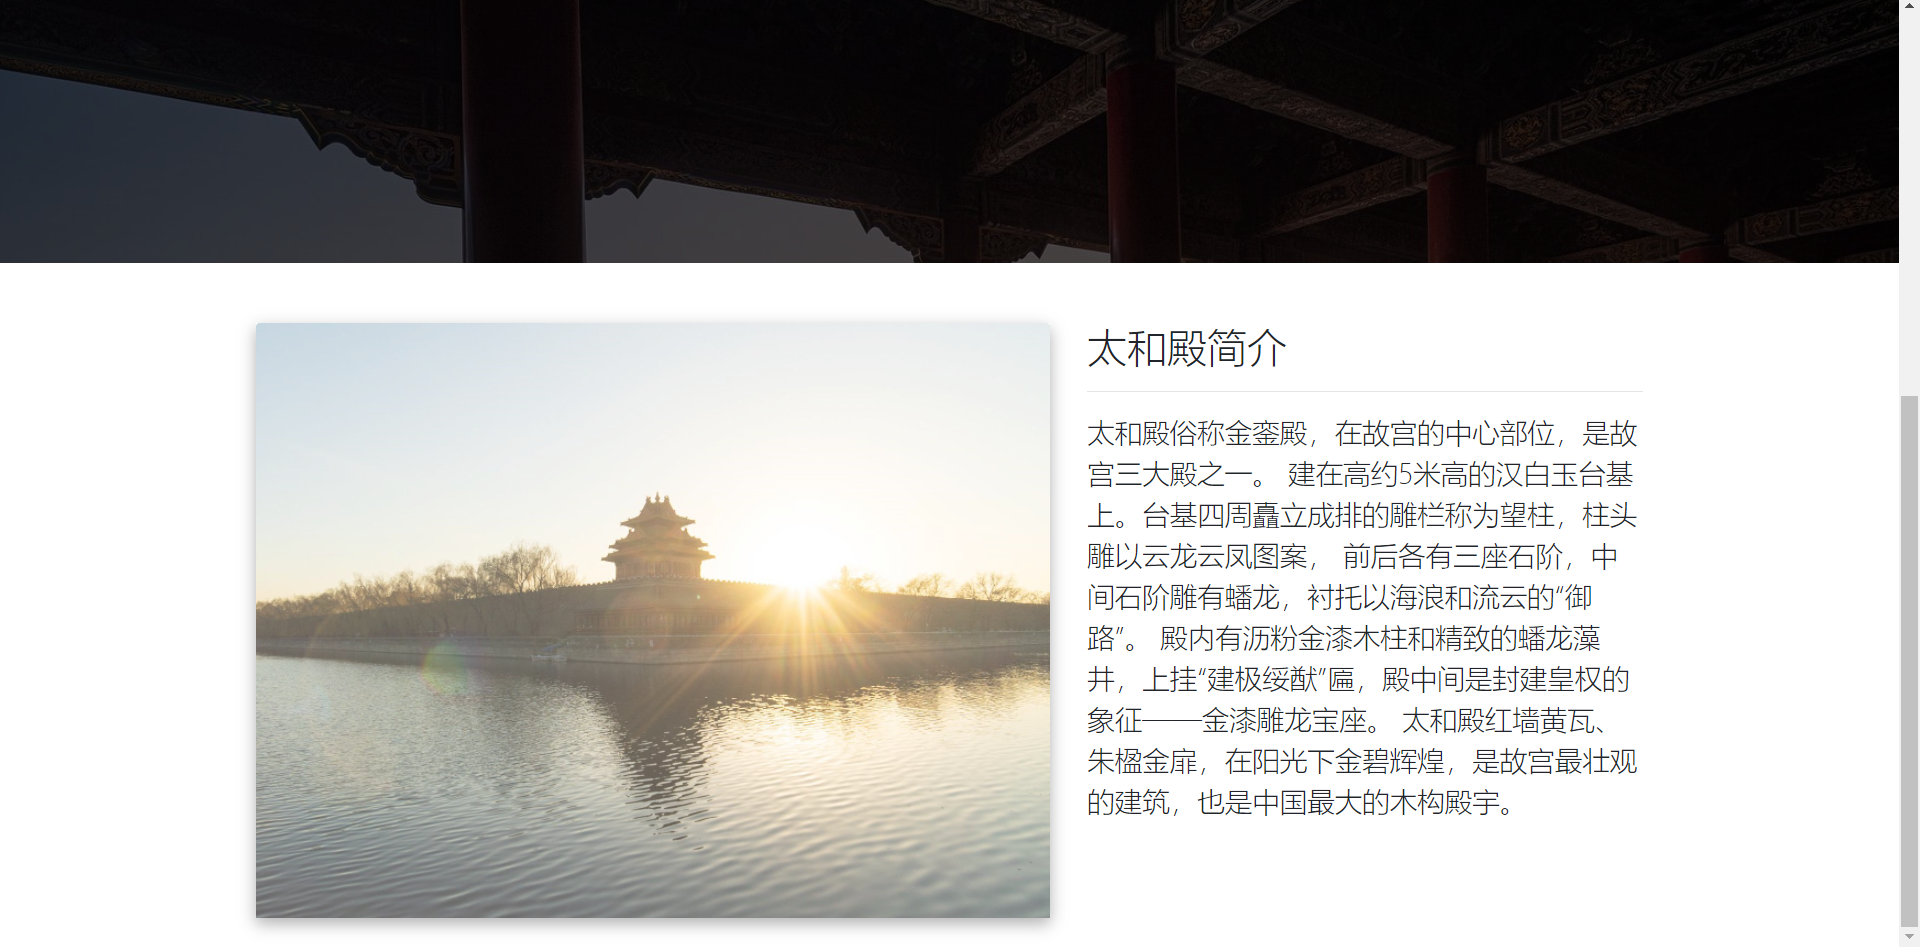 太和殿简介
太和殿俗称金銮殿，在故宫的中心部位，是故
宫三大殿之一。 建在高约5米高的汉白玉台基
上。台基四周矗立成排的雕栏称为望柱，柱头
雕以云龙云凤图案， 前后各有三座石阶，中
间石阶雕有蟠龙，衬托以海浪和流云的“御
路”。 殿内有沥粉金漆木柱和精致的蟠龙藻
井，上挂“建极绥猷”匾，殿中间是封建皇权的
象征——金漆雕龙宝座。 太和殿红墙黄瓦、
朱楹金扉，在阳光下金碧辉煌，是故宫最壮观
的建筑，也是中国最大的木构殿宇。